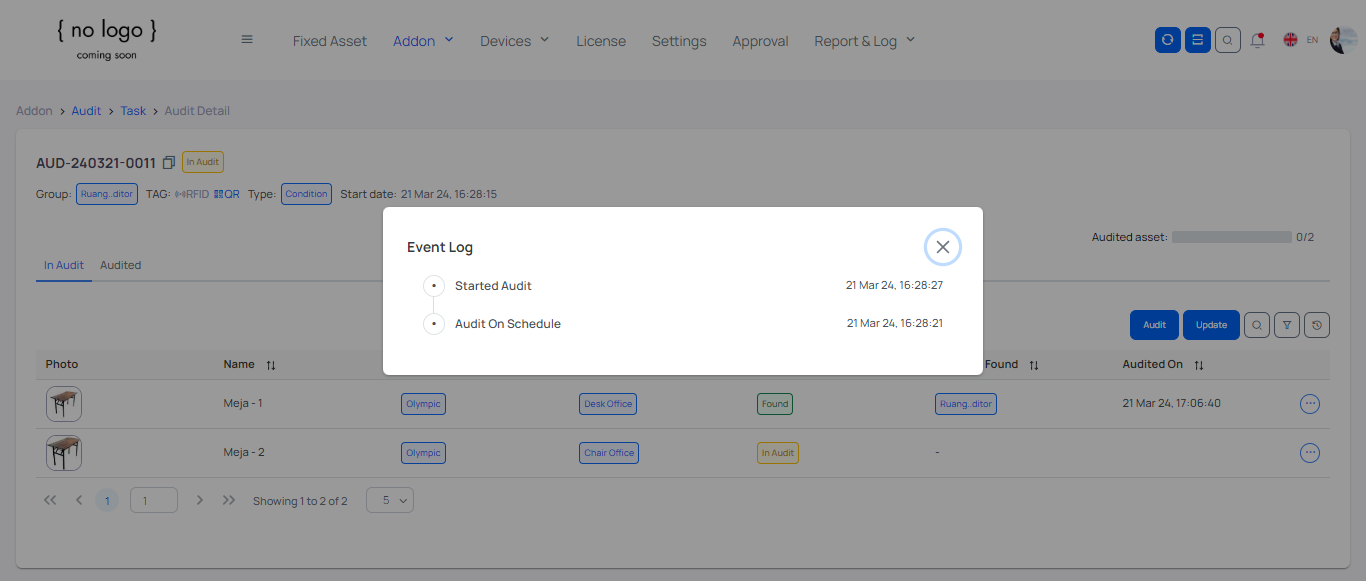 { no logo }
coming soon
Fixed Asset Addon Devices License Settings Approval Report & Log EN
Addon > Audit > Task > Audit Detail
AUD-240321-0011 In Audit
Group: Ruang..ditor TAG: RFID QR Type: Condition Start date: 21 Mar 24, 16:28:15
Audited asset: 0/2
In Audit Audited
Event Log
Started Audit 21 Mar 24, 16:28:27
Audit On Schedule 21 Mar 24, 16:28:21
Audit Update
Photo Name Found Audited On
Meja - 1 Olympic Desk Office Found Ruang..ditor 21 Mar 24, 17:06:40
Meja - 2 Olympic Chair Office In Audit -
1 1 Showing 1 to 2 of 2 5